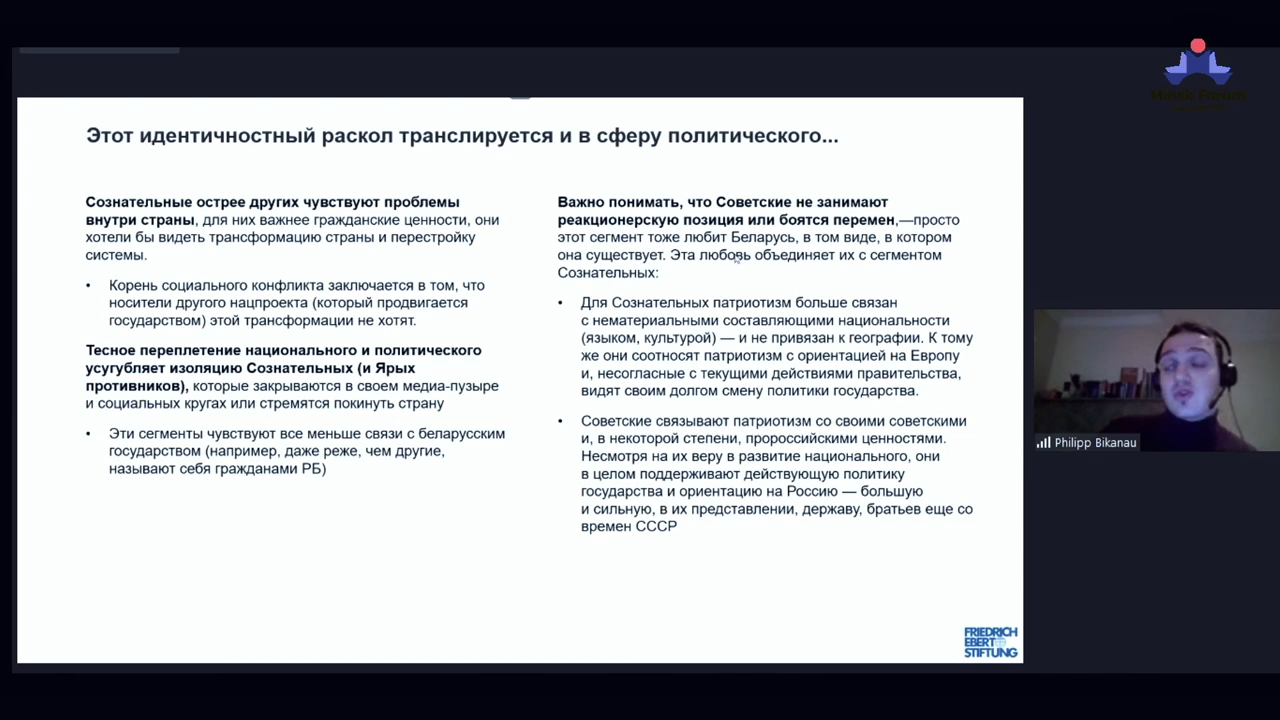 Этот идентичностный раскол транслируется и в сферу политического...
Сознательные острее других чувствуют проблемы
внутри страны, для них важнее гражданские ценности, они
хотели бы видеть трансформацию страны и перестройку
системы.
• Корень социального конфликта заключается в том, что
носители другого нацпроекта (который продвигается
государством) этой трансформации не хотят.
Тесное переплетение национального и политического
усугубляет изоляцию Сознательных (и Ярых
противников), которые закрываются в своем медиа-пузыре
и социальных кругах или стремятся покинуть страну
• Эти сегменты чувствуют все меньше связи с беларусским
государством (например, даже реже, чем другие,
называют себя гражданами РБ)
Важно понимать, что Советские не занимают
реакционерскую позиция или боятся перемен,—просто
этот сегмент тоже любит Беларусь, в том виде, в котором
она существует. Эта любовь объединяет их с сегментом
Сознательных:
• Для Сознательных патриотизм больше связан
с нематериальными составляющими национальности
(языком, культурой) — и не привязан к географии. К тому
же они соотносят патриотизм с ориентацией на Европу
и, несогласные с текущими действиями правительства,
видят своим долгом смену политики государства.
• Советские связывают патриотизм со своими советскими
и, в некоторой степени, пророссийскими ценностями.
Несмотря на их веру в развитие национального, они
в целом поддерживают действующую политику
государства и ориентацию на Россию — большую
и сильную, в их представлении, державу, братьев еще со
времен СССР
FRIEDRICH
EBERT
STIFTUNG
Minsk Forum
Philipp Bikanau